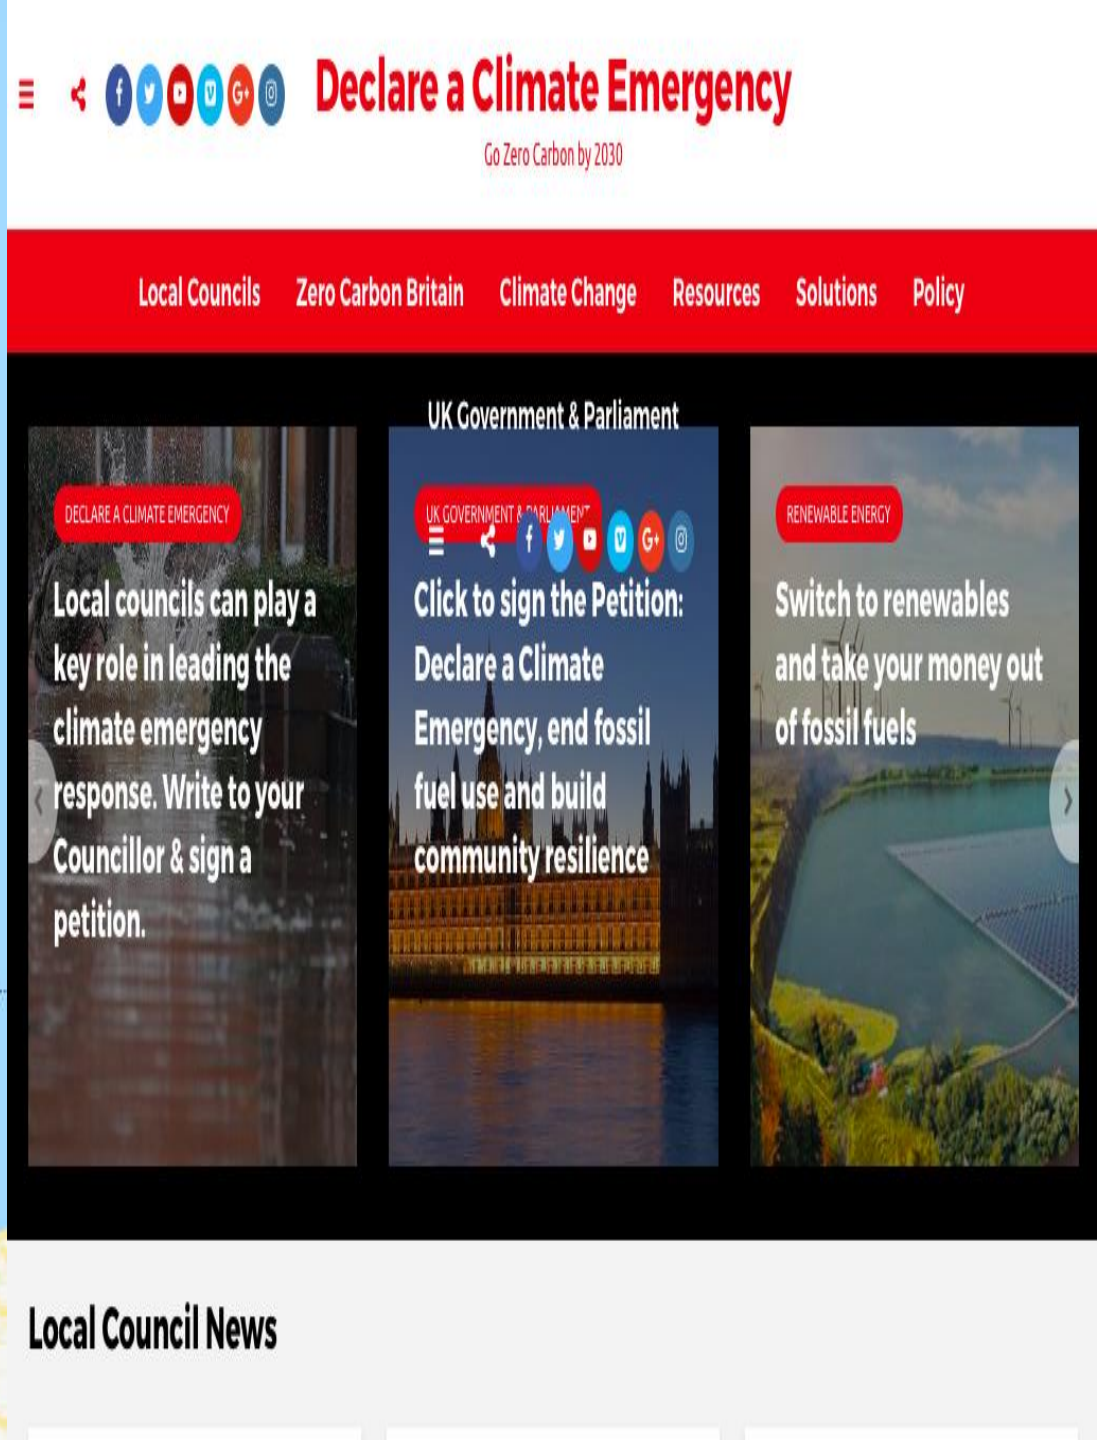 Declare a Climate Emergency
Go Zero Carbon by 2030
Local Councils Zero Carbon Britain Climate Change Resources Solutions Policy
UK Government & Parliament
DECLARE A CLIMATE EMERGENCY
Local councils can play a
key role in leading the
climate emergency
response. Write to your
Councillor & sign a
petition.
UK GOVERNMENT & PARLIAMENT
Click to sign the Petition:
Declare a Climate
Emergency, end fossil
fuel use and build
community resilience
RENEWABLE ENERGY
Switch to renewables
and take your money out
of fossil fuels
Local Council News